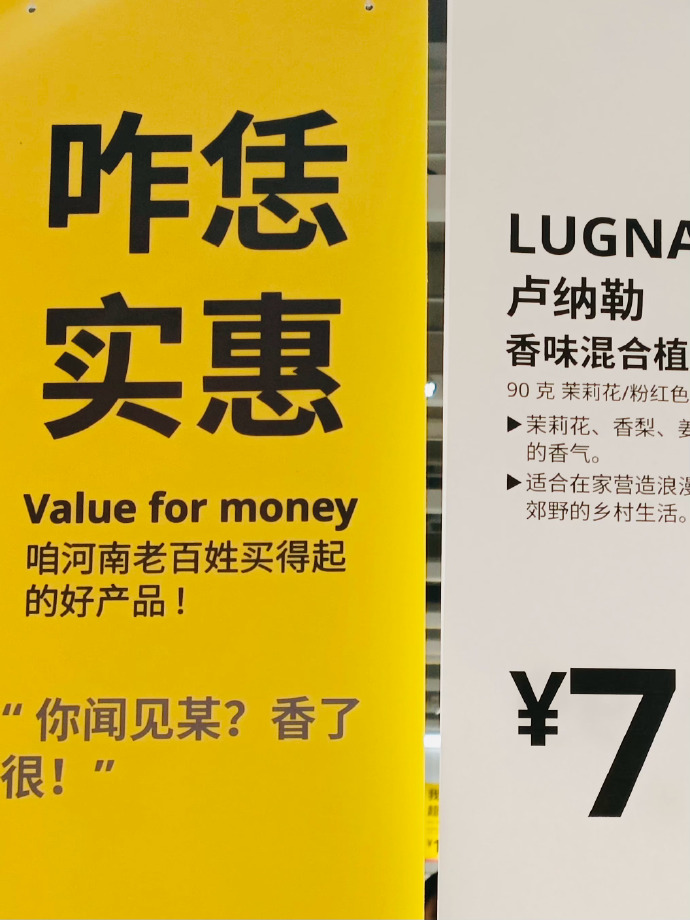 咋恁
实惠
Value for money
咱河南老百姓买得起
的好产品！
“ 你闻见某？香了
很！”
LUGNA
卢纳勒
香味混合植
90 克 茉莉花/粉红色
▶茉莉花、香梨、姜
的香气。
▶适合在家营造浪漫
郊野的乡村生活。
¥7